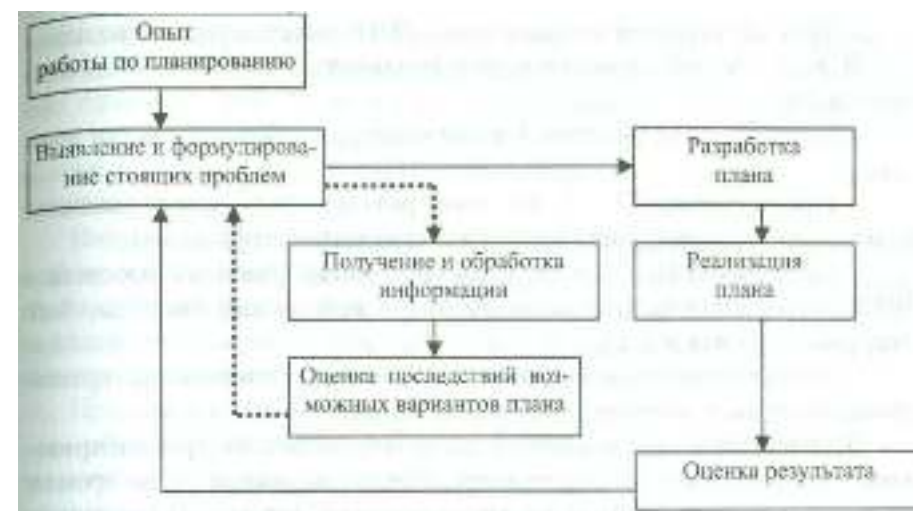 Опыт
работы по планированию
Выявление и формулирова-
ние стоящих проблем
Разработка
плана
Получение и обработка
информации
Реализация
плана
Оценка последствий воз-
можных вариантов плана
Оценка результата